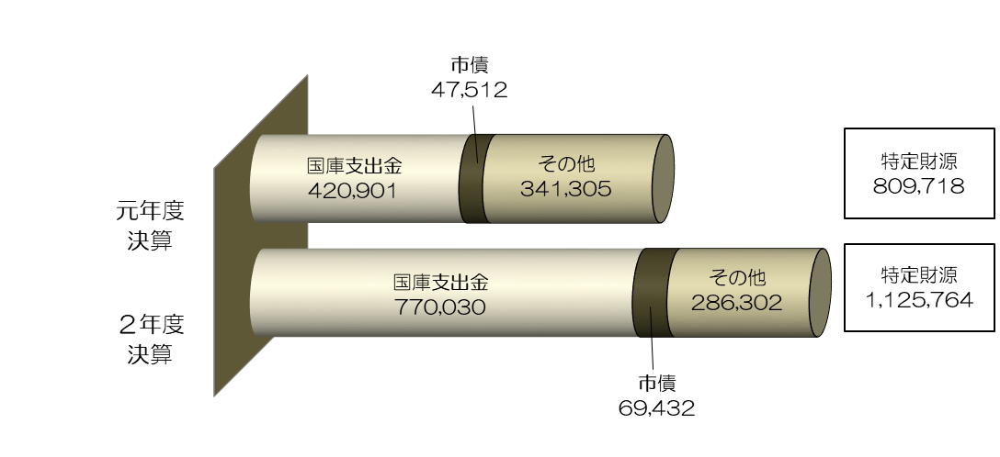 市債
47,512
国庫支出金
420,901
その他
341,305
特定財源
809,718
元年度
決算
国庫支出金
770,030
その他
286,302
特定財源
1,125,764
２年度
決算
市債
69,432